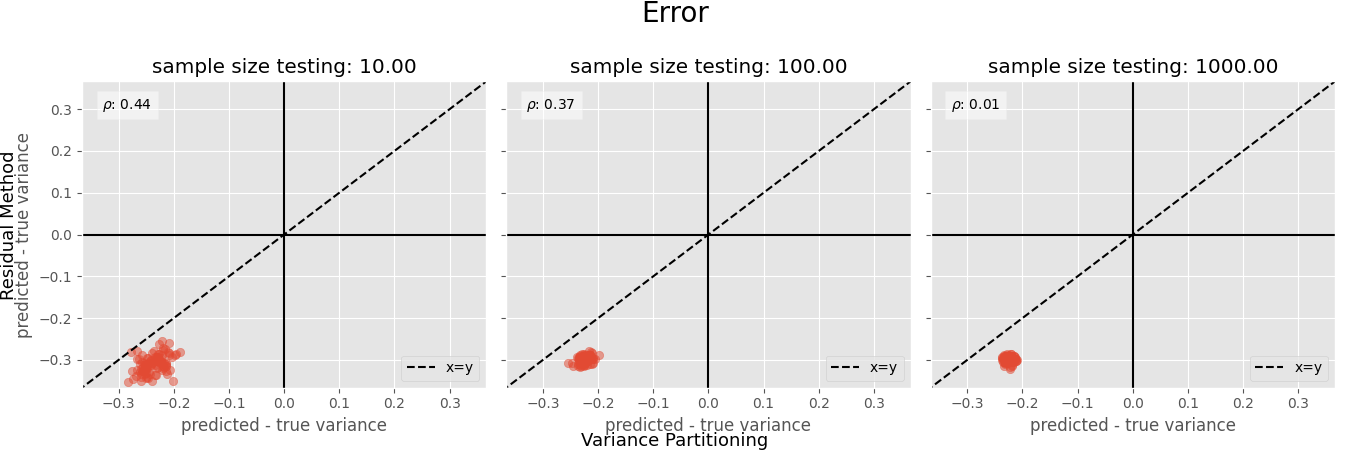 Error
sample size testing: 10.00
sample size testing: 100.00
sample size testing: 1000.00
ρ: 0.44
ρ: 0.37
ρ: 0.01
0.3
0.2
0.1
0.0
−0.1
−0.2
−0.3
Residual Method
predicted - true variance
x=y
x=y
x=y
−0.3 −0.2 −0.1 0.0 0.1 0.2 0.3
−0.3 −0.2 −0.1 0.0 0.1 0.2 0.3
−0.3 −0.2 −0.1 0.0 0.1 0.2 0.3
predicted - true variance
predicted - true variance
predicted - true variance
Variance Partitioning